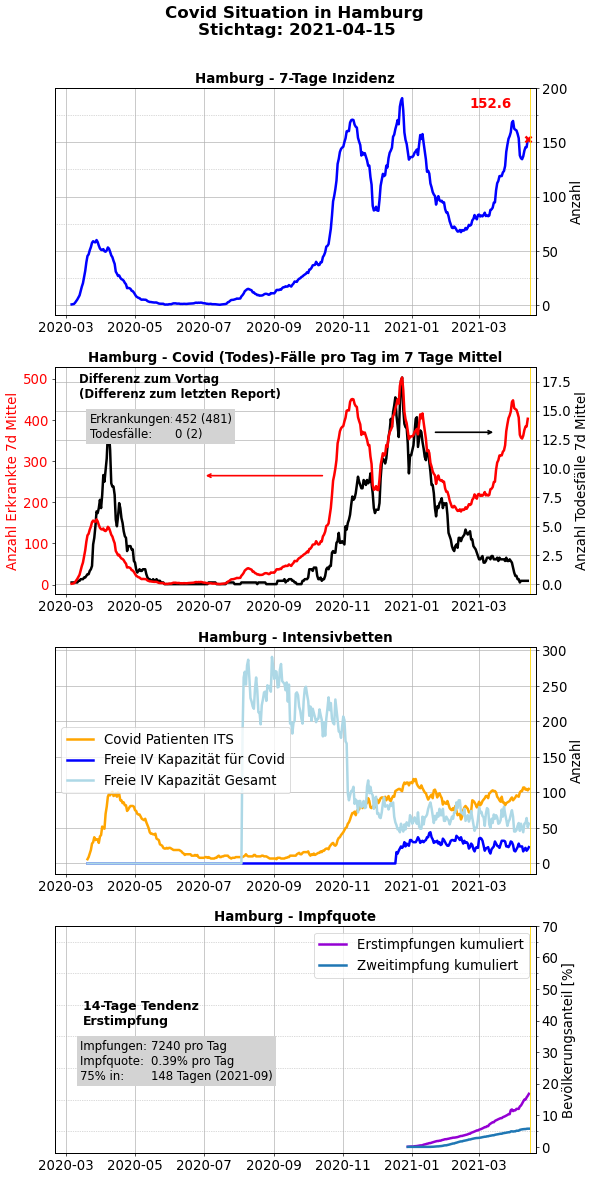 Covid Situation in Hamburg
Stichtag: 2021-04-15
Hamburg - 7-Tage Inzidenz
152.6
200
150
100
50
0
Anzahl
2020-03 2020-05 2020-07 2020-09 2020-11 2021-01 2021-03
Hamburg - Covid (Todes)-Fälle pro Tag im 7 Tage Mittel
Differenz zum Vortag
(Differenz zum letzten Report)
Erkrankungen: 452 (481)
Todesfälle: 0 (2)
Anzahl Erkrankte 7d Mittel
500
400
300
200
100
0
17.5
15.0
12.5
10.0
7.5
5.0
2.5
0.0
Anzahl Todesfälle 7d Mittel
2020-03 2020-05 2020-07 2020-09 2020-11 2021-01 2021-03
Hamburg - Intensivbetten
Covid Patienten ITS
Freie IV Kapazität für Covid
Freie IV Kapazität Gesamt
300
250
200
150
100
50
0
Anzahl
2020-03 2020-05 2020-07 2020-09 2020-11 2021-01 2021-03
Hamburg - Impfquote
Erstimpfungen kumuliert
Zweitimpfung kumuliert
14-Tage Tendenz
Erstimpfung
Impfungen: 7240 pro Tag
Impfquote: 0.39% pro Tag
75% in: 148 Tagen (2021-09)
70
60
50
40
30
20
10
0
Bevölkerungsanteil [%]
2020-03 2020-05 2020-07 2020-09 2020-11 2021-01 2021-03